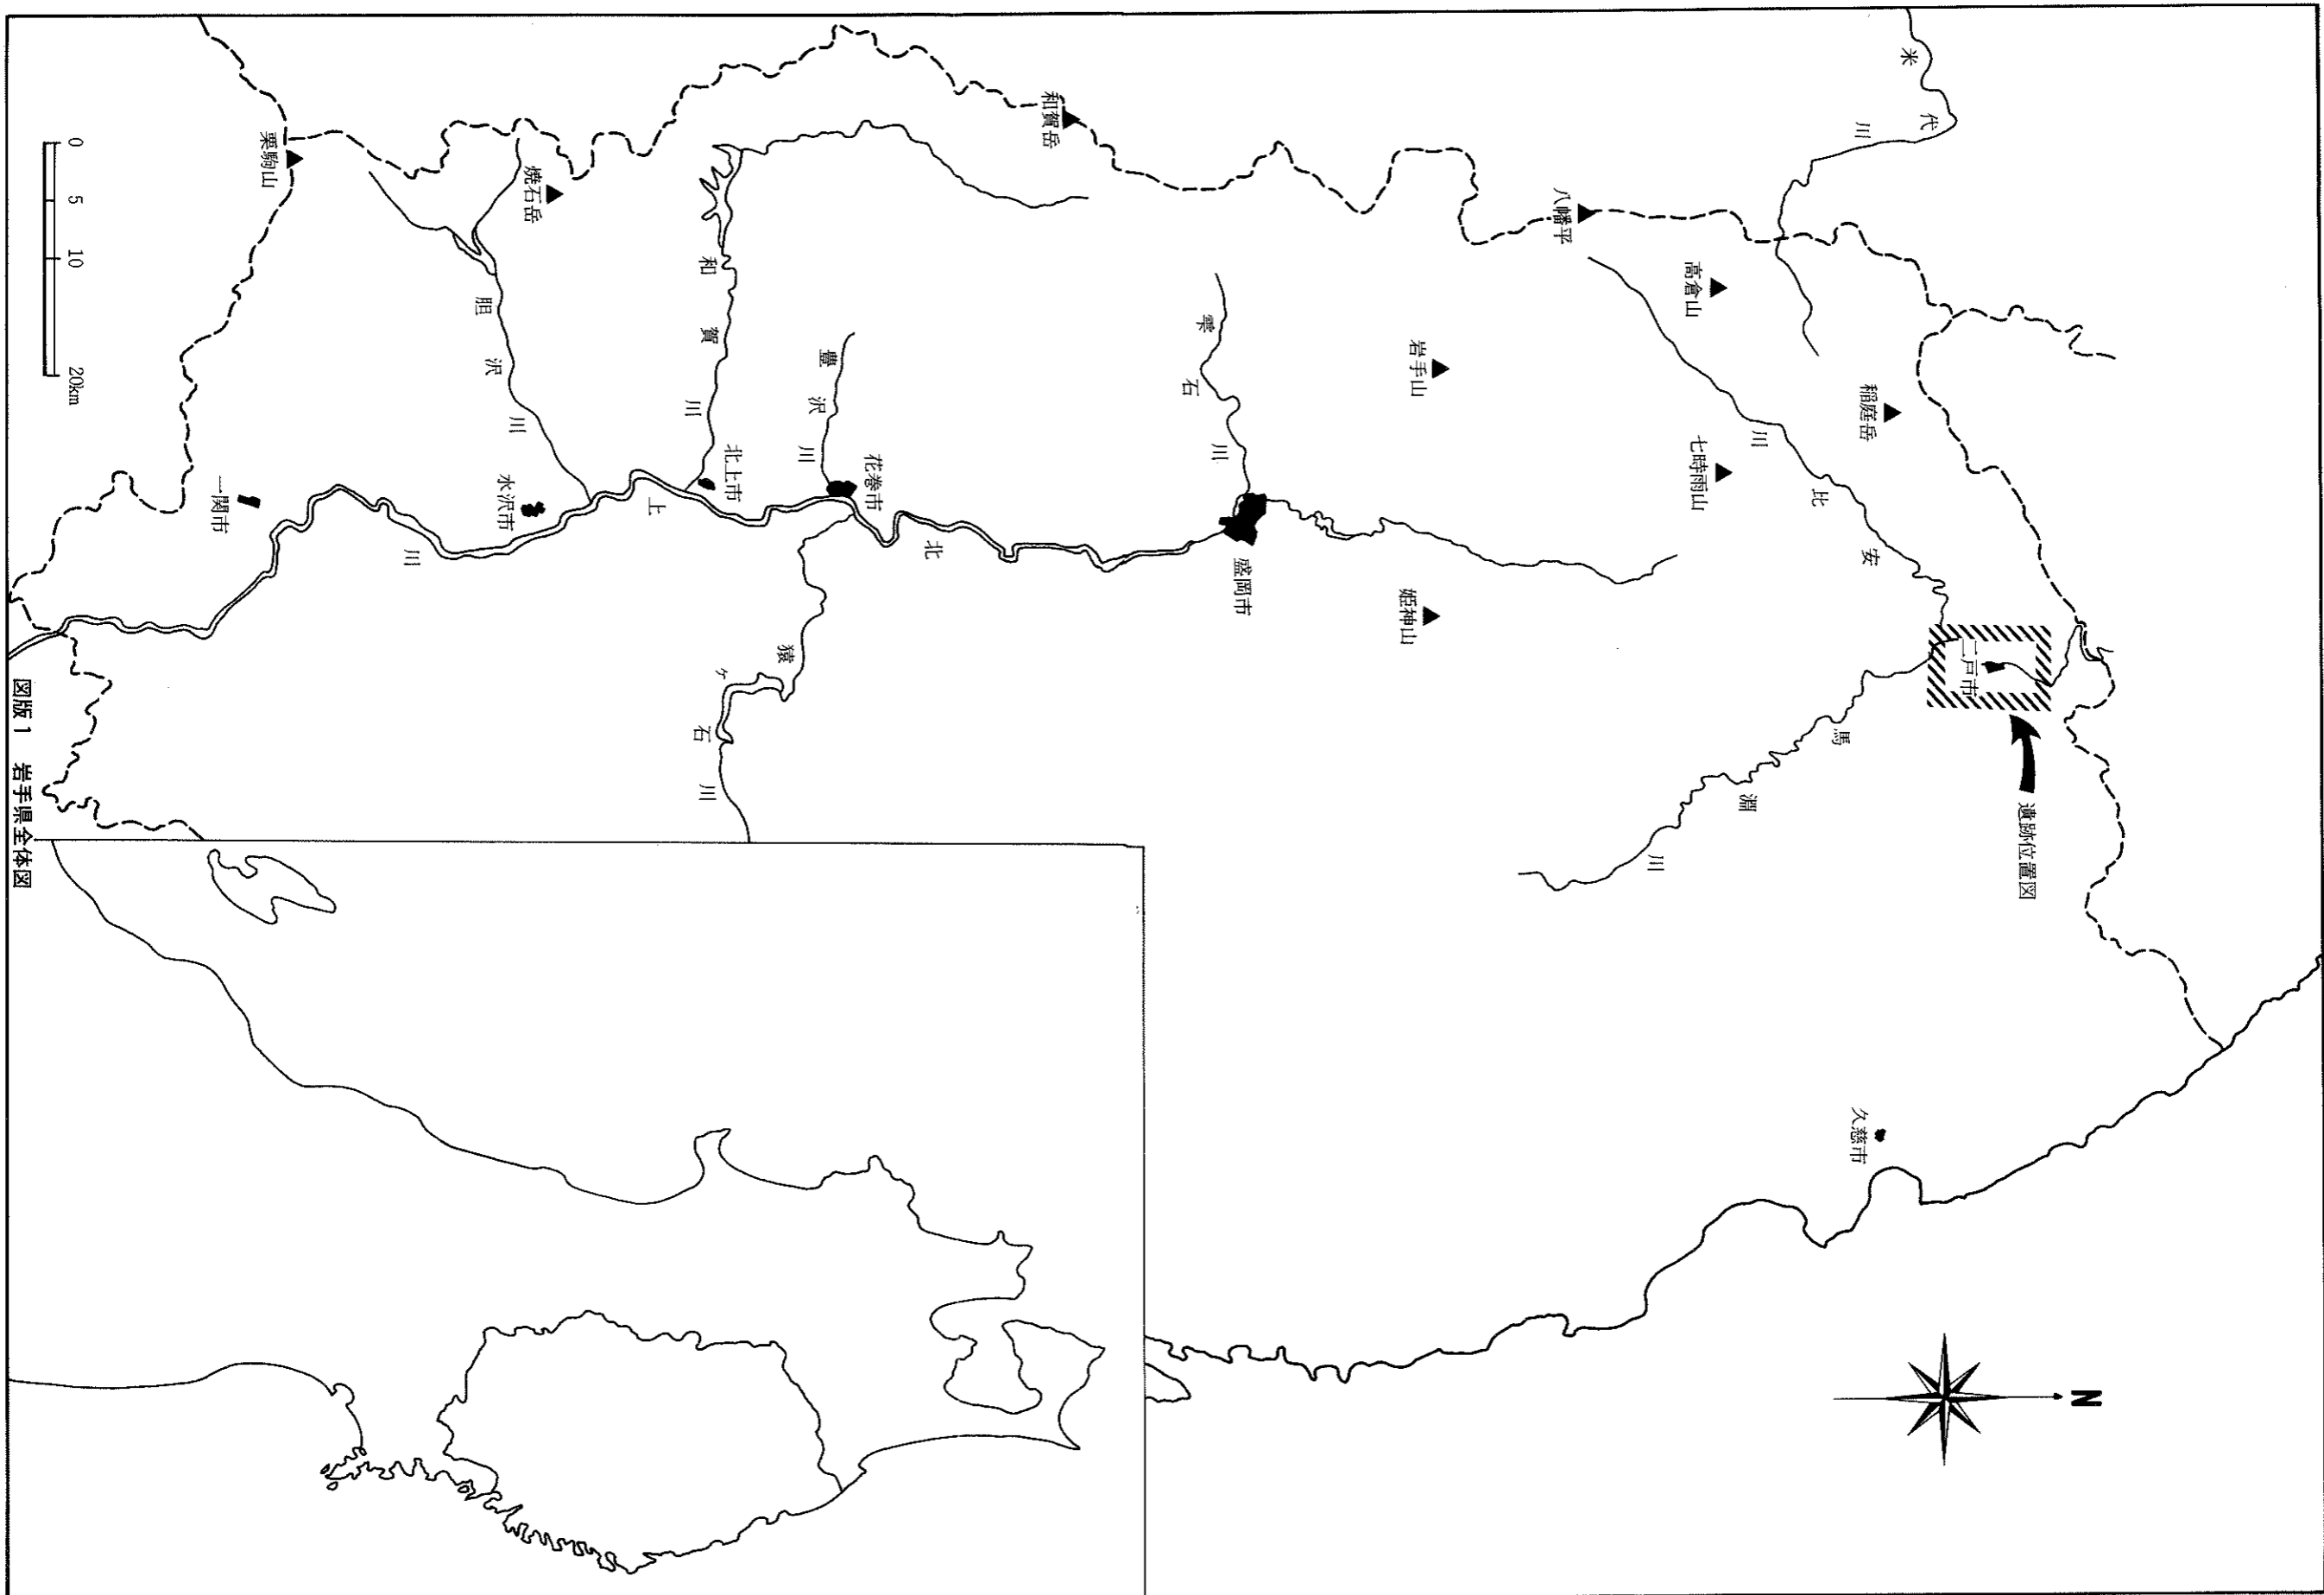 N
米代川
稲庭岳
高倉山
八幡平
七時雨山
安比川
二戸市
遺跡位置図
馬淵川
久慈市
岩手山
姫神山
和賀岳
雫石川
盛岡市
北上川
豊沢川
花巻市
猿ヶ石川
和賀川
北上市
焼石岳
胆沢川
水沢市
栗駒山
一関市
0 5 10 20km
図版1 岩手県全体図